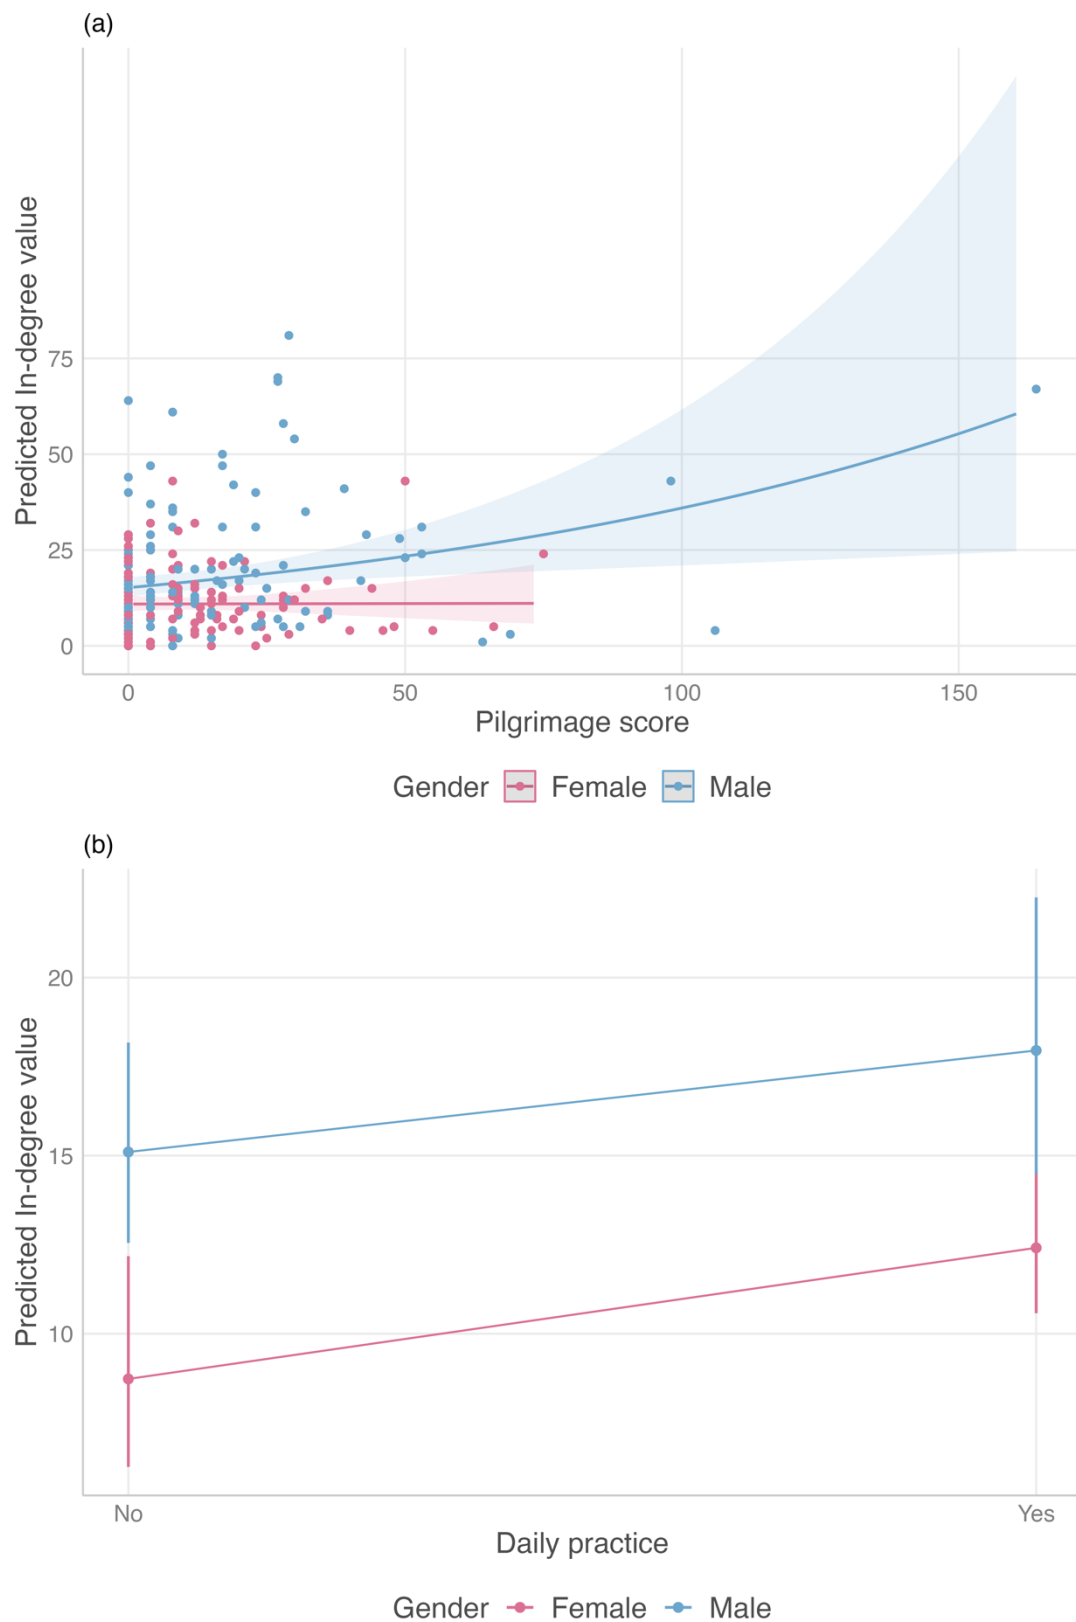 (a)
Predicted In-degree value
75
50
25
0
0 50 100 150
Pilgrimage score
Gender Female Male
(b)
Predicted In-degree value
20
15
10
No Yes
Daily practice
Gender Female Male